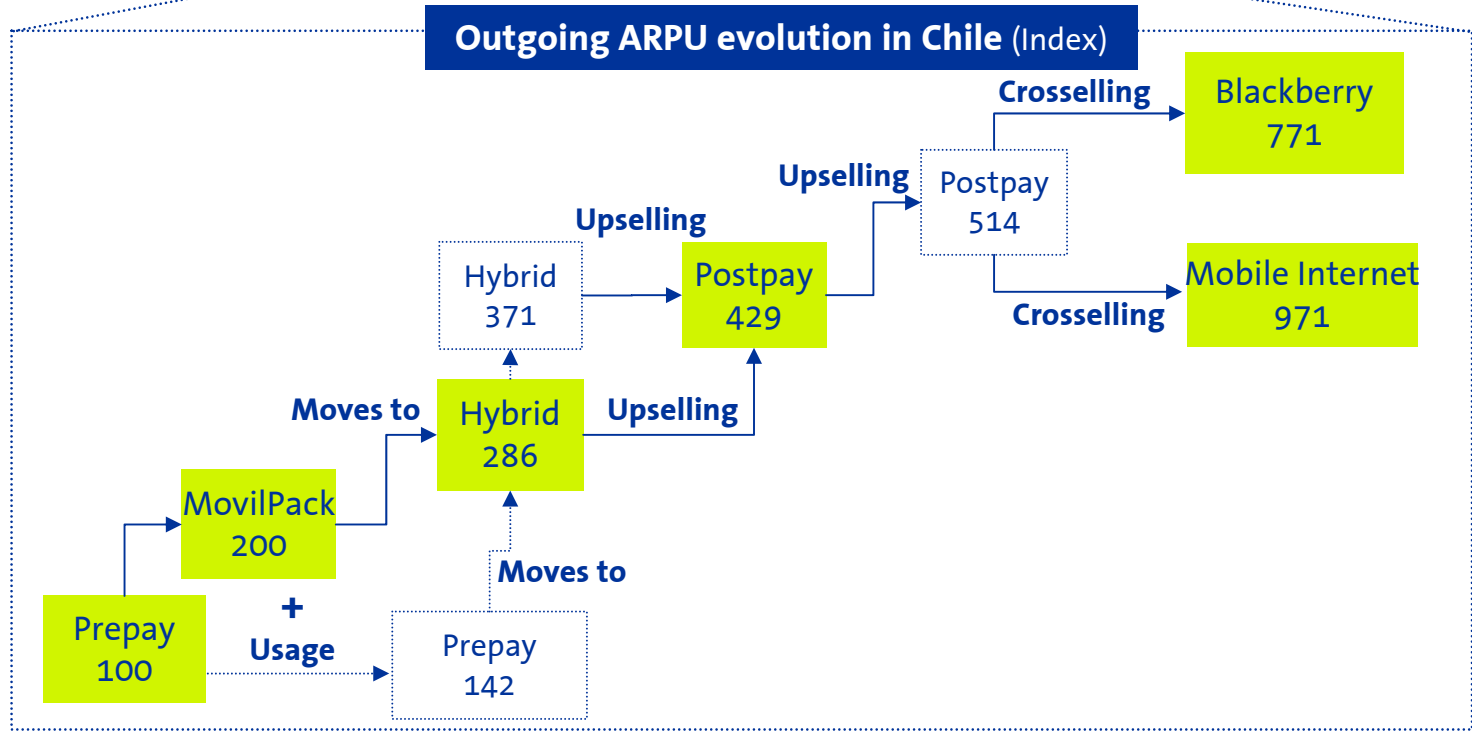 Outgoing ARPU evolution in Chile (Index)
Crosselling
Blackberry
771
Upselling
Postpay
514
Upselling
Hybrid
371
Postpay
429
Mobile Internet
971
Crosselling
Moves to
Hybrid
286
Upselling
MovilPack
200
Moves to
+
Usage
Prepay
100
Prepay
142